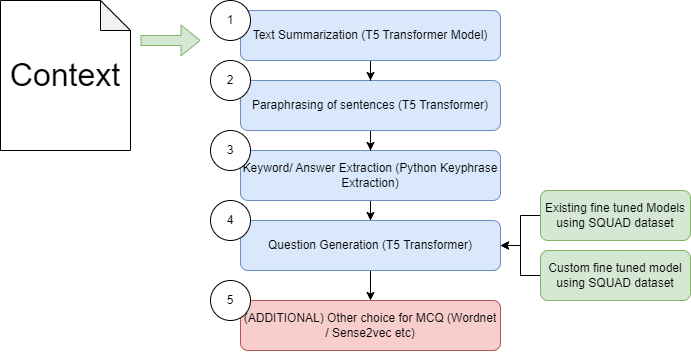 Context
1
Text Summarization (T5 Transformer Model)
2
Paraphrasing of sentences (T5 Transformer)
3
Keyword/ Answer Extraction (Python Keyphrase
Extraction)
4
Question Generation (T5 Transformer)
Existing fine tuned Models
using SQUAD dataset
Custom fine tuned model
using SQUAD dataset
5
(ADDITIONAL) Other choice for MCQ (Wordnet
/ Sense2vec etc)